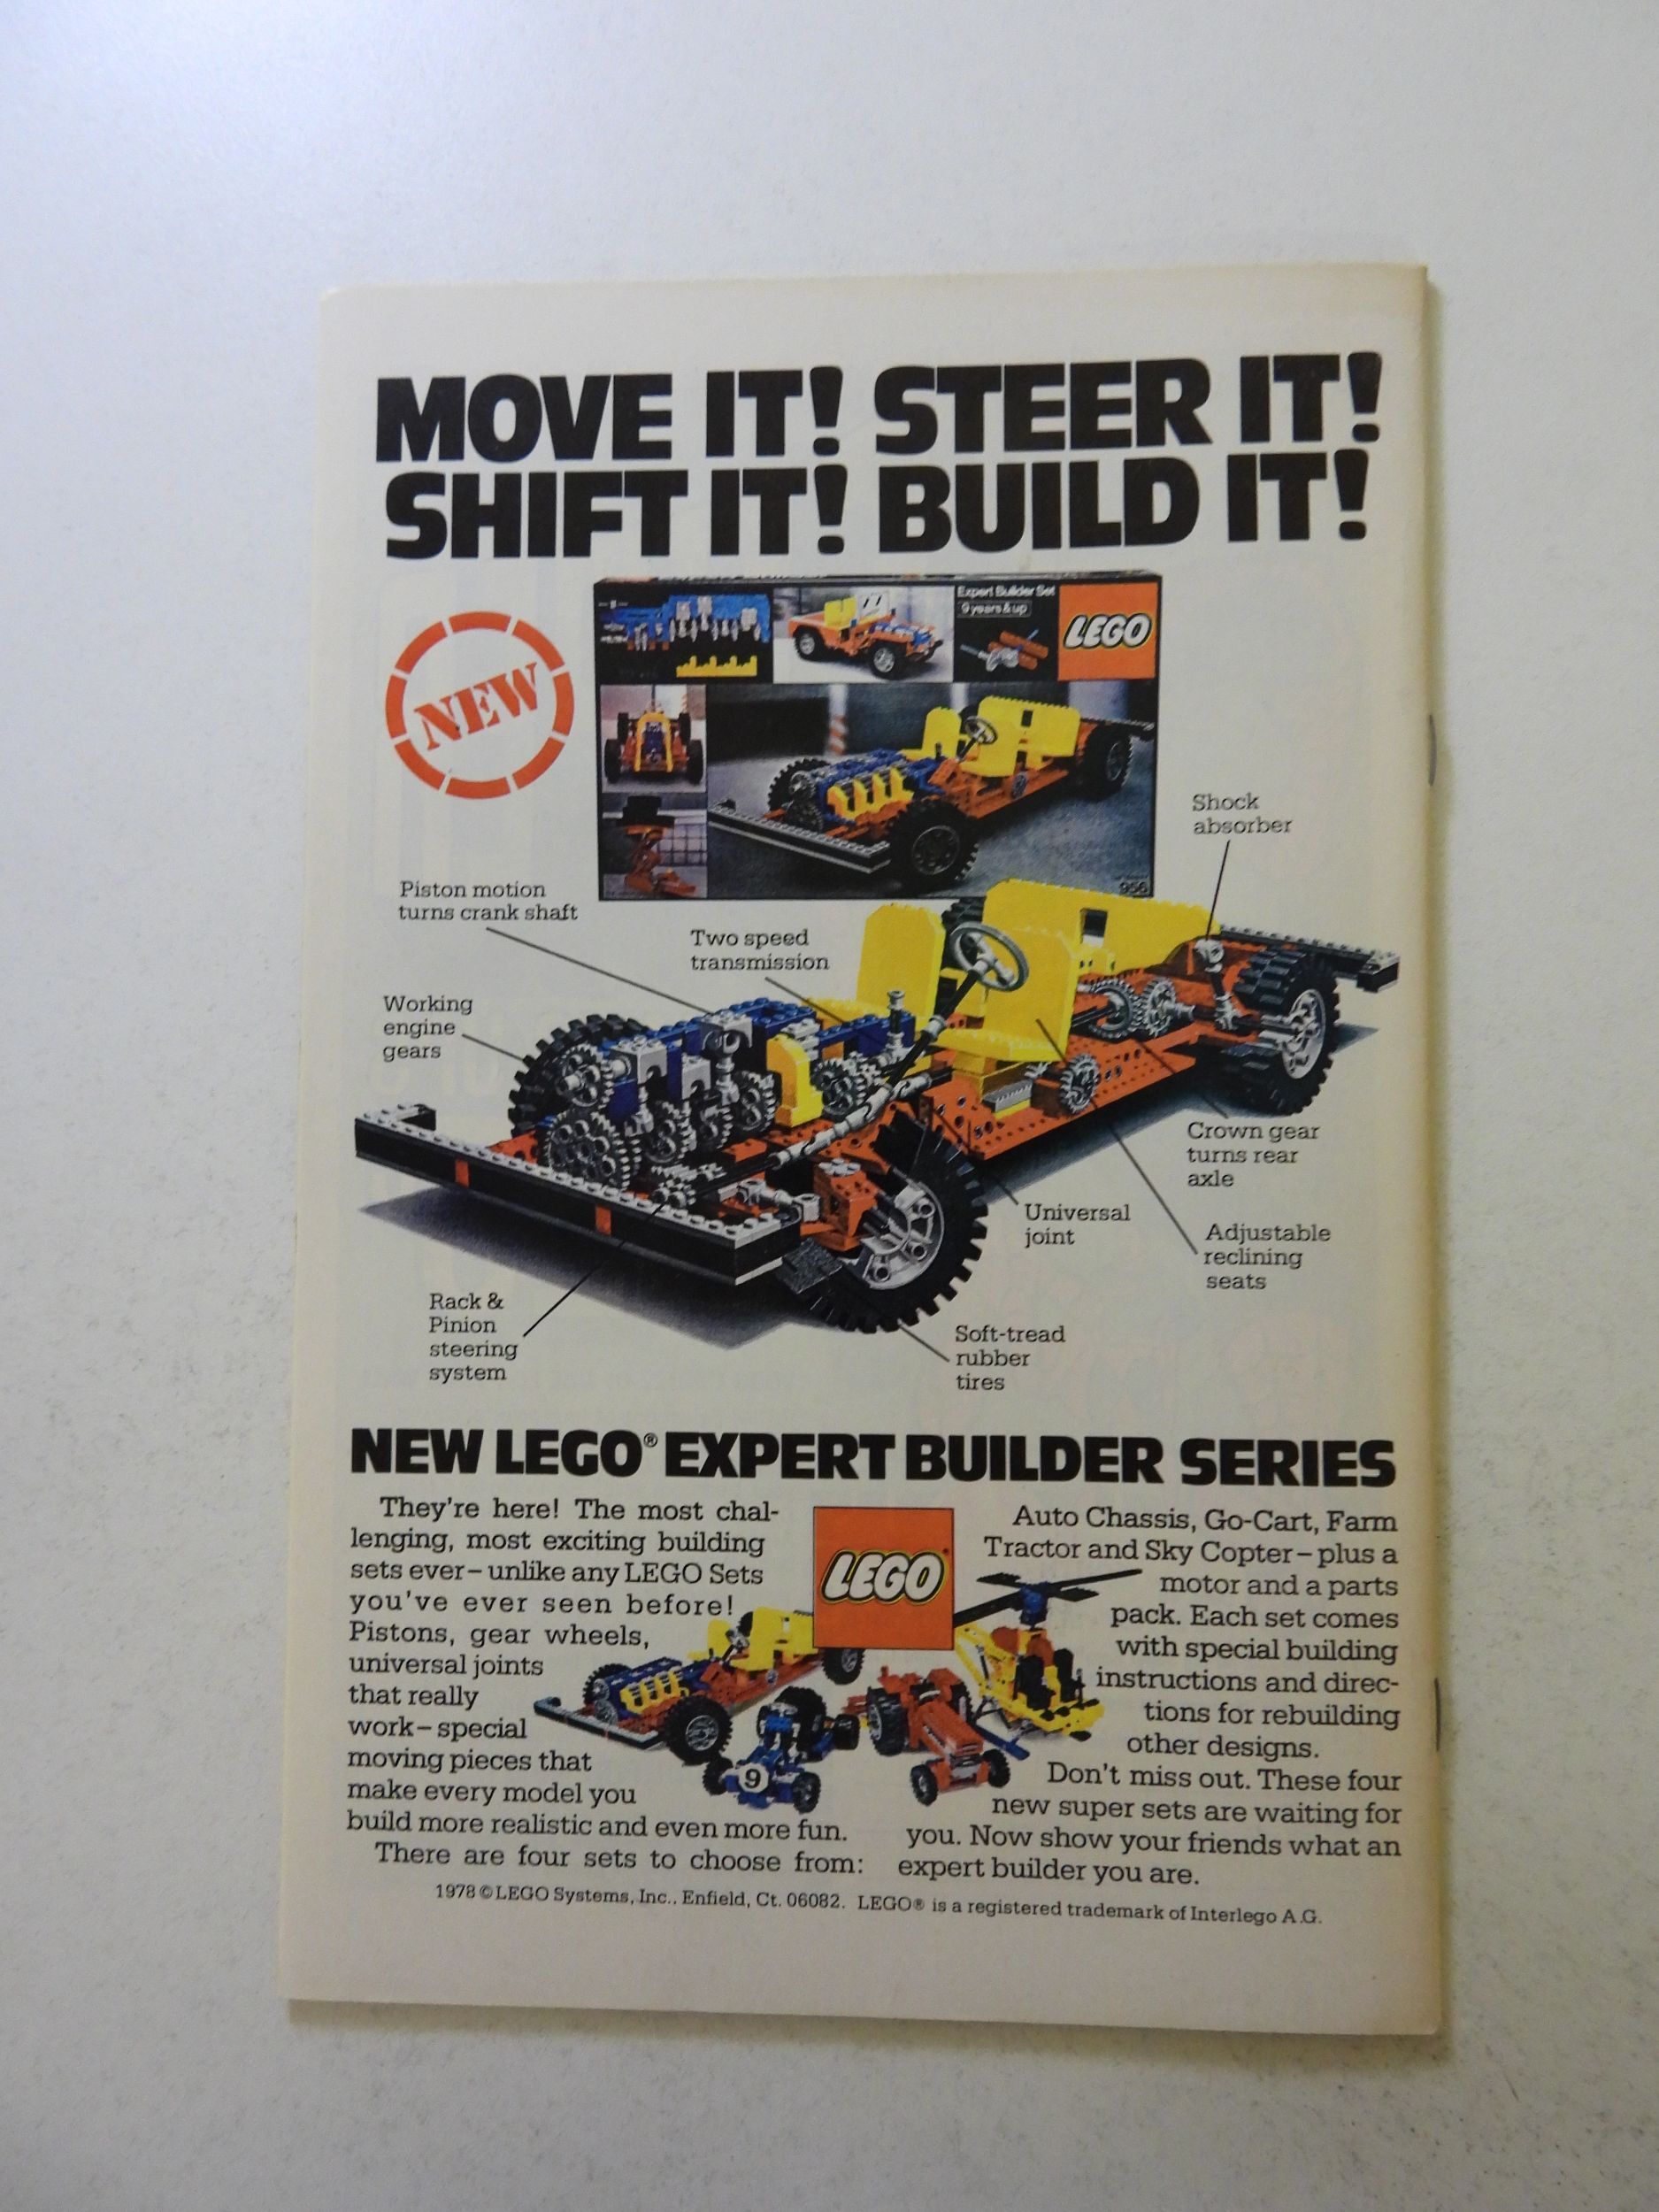 MOVE IT! STEER IT!
SHIFT IT! BUILD IT!
NEW
Expert Builder Set
9 years & up
LEGO
956
Shock
absorber
Piston motion
turns crank shaft
Two speed
transmission
Working
engine
gears
Crown gear
turns rear
axle
Universal
joint
Adjustable
reclining
seats
Rack &
Pinion
steering
system
Soft-tread
rubber
tires
NEW LEGO® EXPERT BUILDER SERIES
They're here! The most chal-
lenging, most exciting building
sets ever – unlike any LEGO Sets
you've ever seen before!
Pistons, gear wheels,
universal joints
that really
work – special
moving pieces that
make every model you
build more realistic and even more fun.
There are four sets to choose from:
LEGO®
9
Auto Chassis, Go-Cart, Farm
Tractor and Sky Copter – plus a
motor and a parts
pack. Each set comes
with special building
instructions and direc-
tions for rebuilding
other designs.
Don't miss out. These four
new super sets are waiting for
you. Now show your friends what an
expert builder you are.
1978 © LEGO Systems, Inc., Enfield, Ct. 06082. LEGO® is a registered trademark of Interlego A.G.